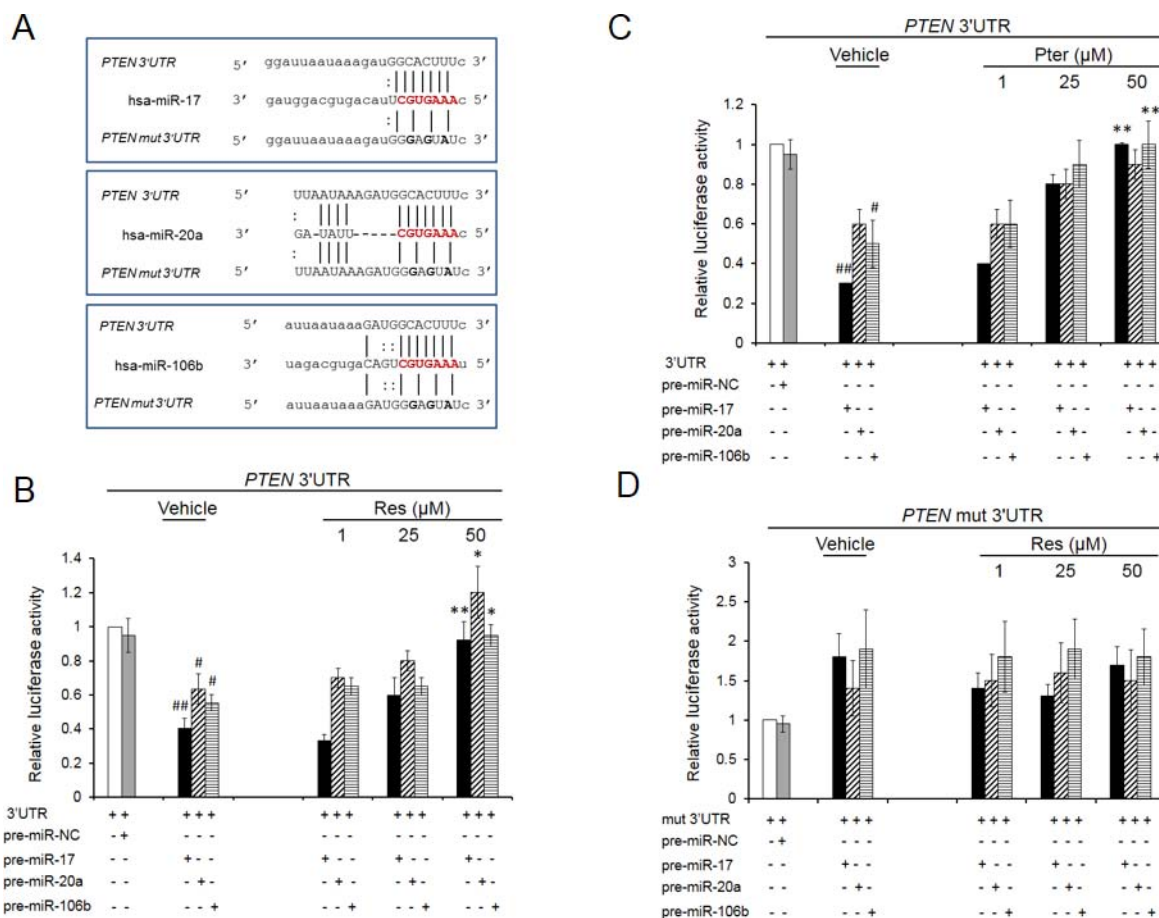 A
PTEN 3'UTR 5' ggauuaauaaagauGGCACUUUc 3'
hsa-miR-17 3' gauggacgugacauUCGUGAAAc 5'
PTEN mut 3'UTR 5' ggauuaauaaagauGGGAGUAUc 3'
PTEN 3'UTR 5' UUAAUAAAGAUGGCACUUUc 3'
hsa-miR-20a 3' GA-UAUU-----CGUGAAAc 5'
PTEN mut 3'UTR 5' UUAAUAAAGAUGGGAGUAUc 3'
PTEN 3'UTR 5' auuaauaaaGAUGGCACUUUc 3'
hsa-miR-106b 3' uagacgugaCAGUCGUGAAAu 5'
PTEN mut 3'UTR 5' auuaauaaaGAUGGGAGUAUc 3'
B
PTEN 3'UTR
Vehicle Res (µM)
1 25 50
Relative luciferase activity
1.4
1.2
1
0.8
0.6
0.4
0.2
0
## # # ** * *
3'UTR + + + + + + + + + + + + + +
pre-miR-NC - + - - - - - - - - - - - -
pre-miR-17 - - + - - + - - + - - + - -
pre-miR-20a - - - + - - + - - + - - + -
pre-miR-106b - - - - + - - + - - + - - +
C
PTEN 3'UTR
Vehicle Pter (µM)
1 25 50
Relative luciferase activity
1.2
1
0.8
0.6
0.4
0.2
0
## # ** **
3'UTR + + + + + + + + + + + + + +
pre-miR-NC - + - - - - - - - - - - - -
pre-miR-17 - - + - - + - - + - - + - -
pre-miR-20a - - - + - - + - - + - - + -
pre-miR-106b - - - - + - - + - - + - - +
D
PTEN mut 3'UTR
Vehicle Res (µM)
1 25 50
Relative luciferase activity
3
2.5
2
1.5
1
0.5
0
mut 3'UTR + + + + + + + + + + + + + +
pre-miR-NC - + - - - - - - - - - - - -
pre-miR-17 - - + - - + - - + - - + - -
pre-miR-20a - - - + - - + - - + - - + -
pre-miR-106b - - - - + - - + - - + - - +